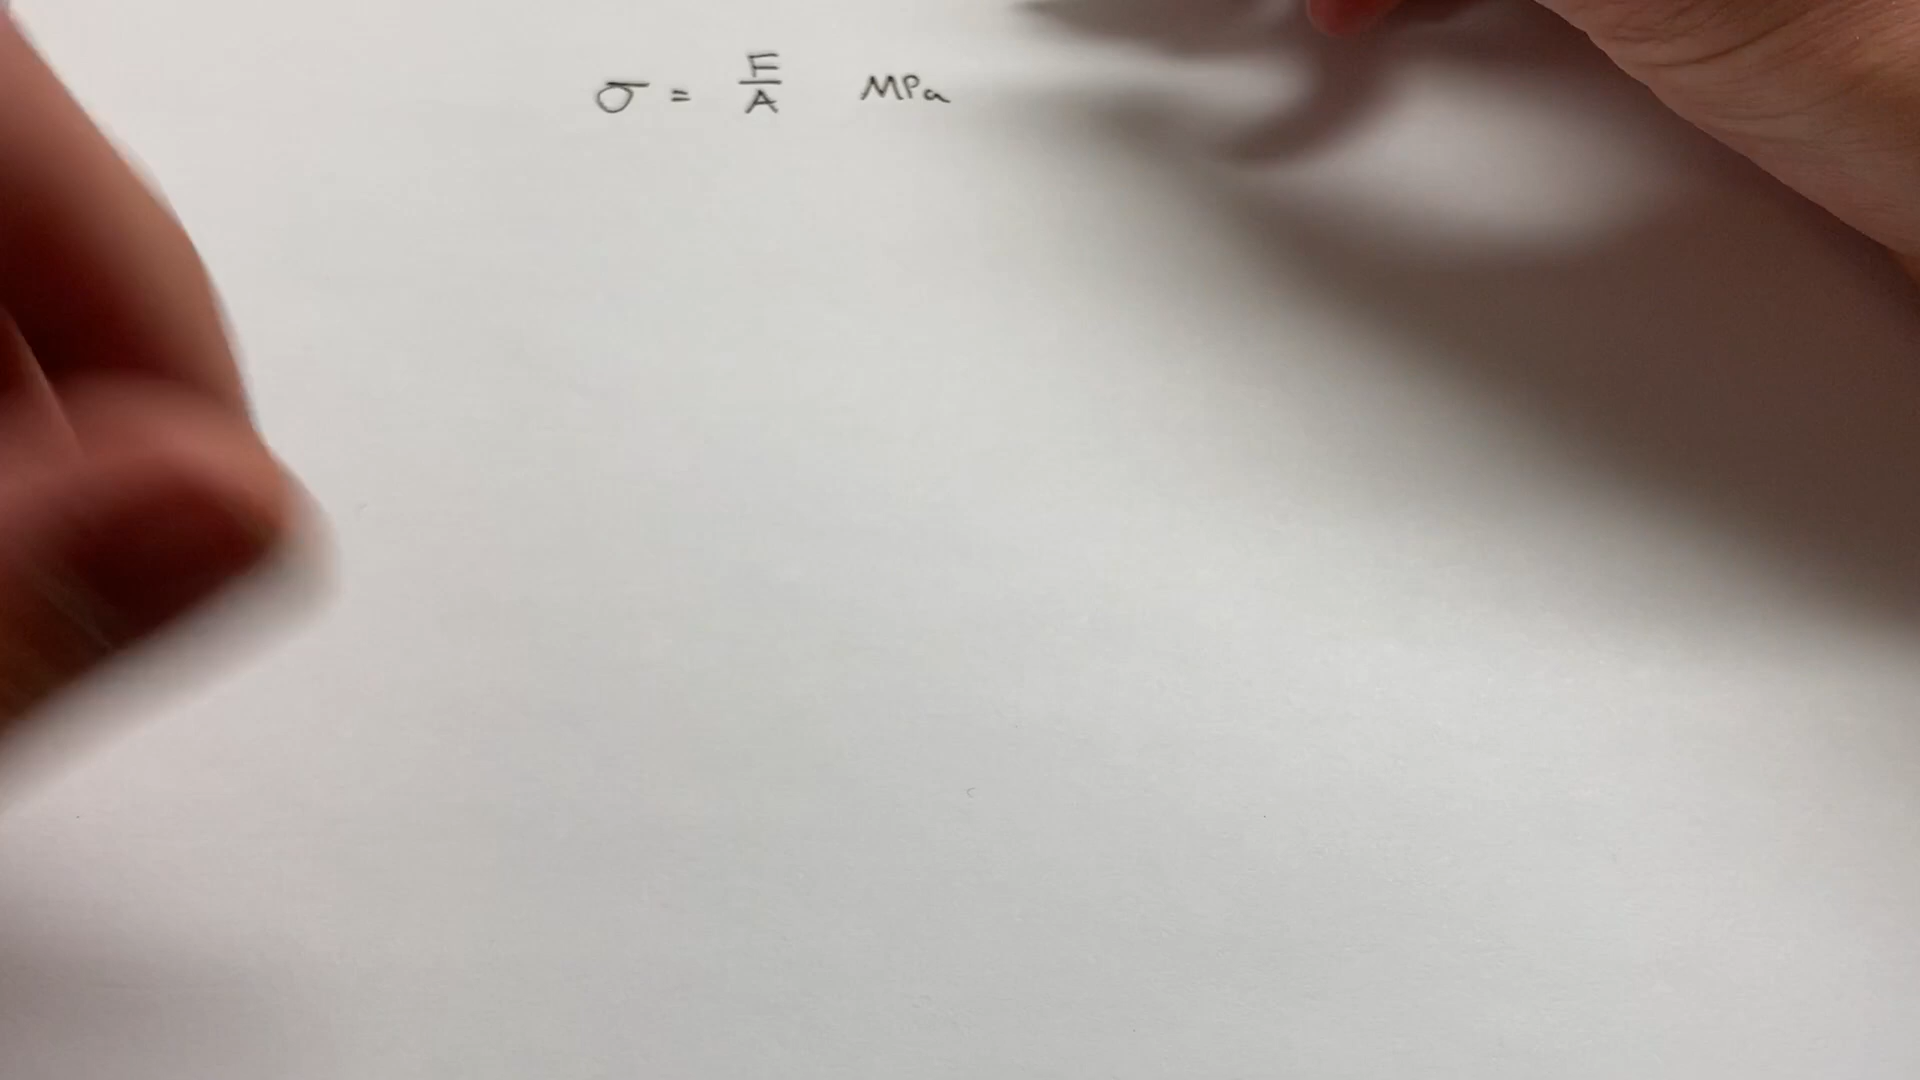 σ = F/A MPa